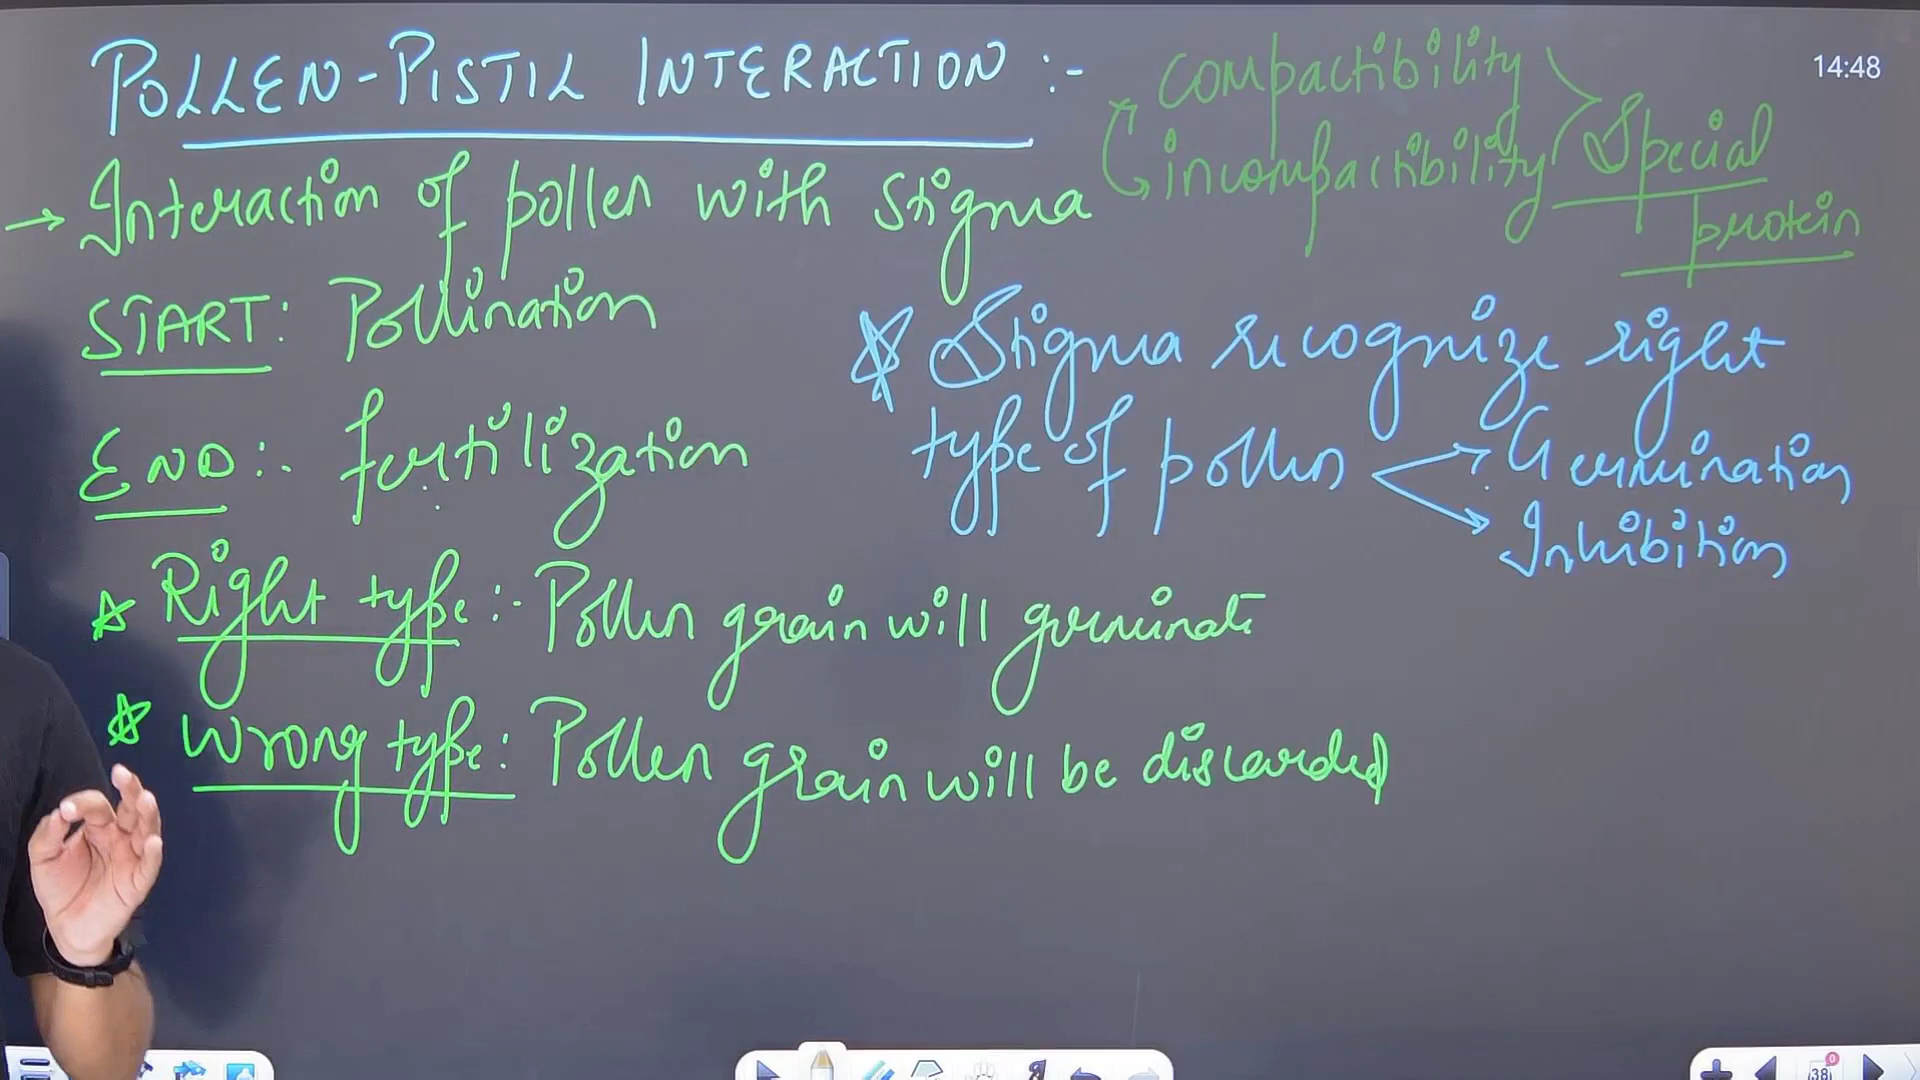 POLLEN-PISTIL INTERACTION :-
compactibility
incompactibility
Special
protein
14:48
→ Interaction of pollen with stigma
START: Pollination
END:- fertilization
☆ Stigma recognize right
type of pollen
Germination
Inhibition
☆ Right type:- Pollen grain will germinate
☆ Wrong type: Pollen grain will be discarded
38
0